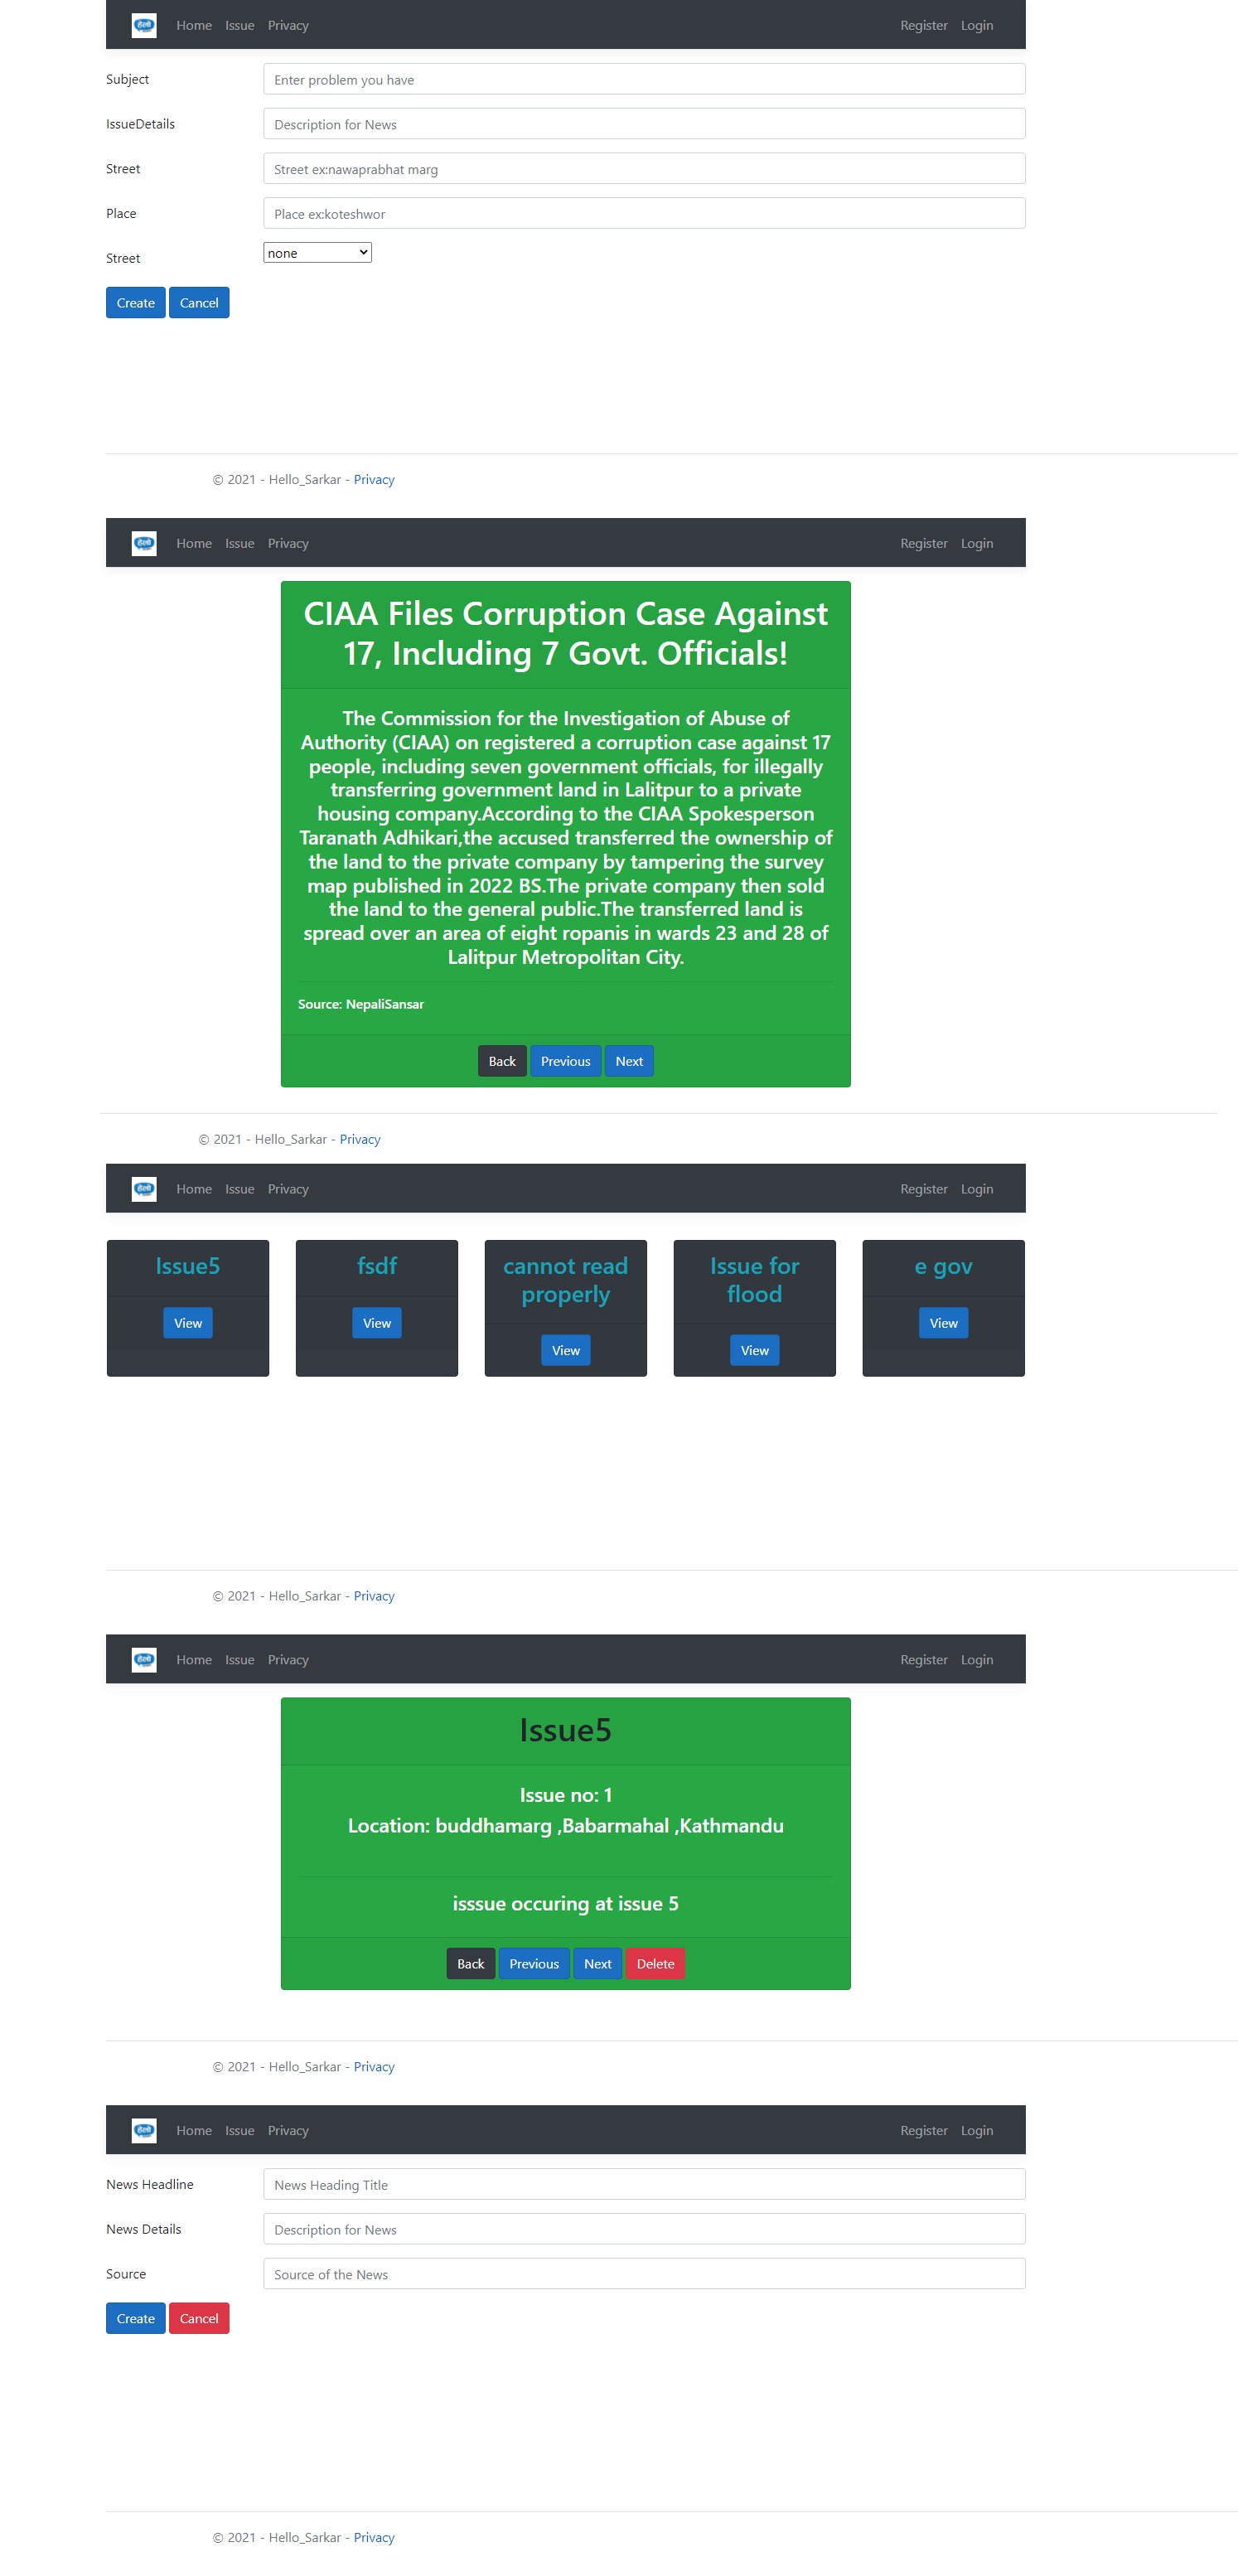 Home Issue Privacy Register Login
Subject Enter problem you have
IssueDetails Description for News
Street Street ex:nawaprabhat marg
Place Place ex:koteshwor
Street none
Create Cancel
© 2021 - Hello_Sarkar - Privacy
Home Issue Privacy Register Login
CIAA Files Corruption Case Against
17, Including 7 Govt. Officials!
The Commission for the Investigation of Abuse of
Authority (CIAA) on registered a corruption case against 17
people, including seven government officials, for illegally
transferring government land in Lalitpur to a private
housing company.According to the CIAA Spokesperson
Taranath Adhikari,the accused transferred the ownership of
the land to the private company by tampering the survey
map published in 2022 BS.The private company then sold
the land to the general public.The transferred land is
spread over an area of eight ropanis in wards 23 and 28 of
Lalitpur Metropolitan City.
Source: NepaliSansar
Back Previous Next
© 2021 - Hello_Sarkar - Privacy
Home Issue Privacy Register Login
Issue5 fsdf cannot read properly Issue for flood e gov
View View View View View
© 2021 - Hello_Sarkar - Privacy
Home Issue Privacy Register Login
Issue5
Issue no: 1
Location: buddhamarg ,Babarmahal ,Kathmandu
isssue occuring at issue 5
Back Previous Next Delete
© 2021 - Hello_Sarkar - Privacy
Home Issue Privacy Register Login
News Headline News Heading Title
News Details Description for News
Source Source of the News
Create Cancel
© 2021 - Hello_Sarkar - Privacy